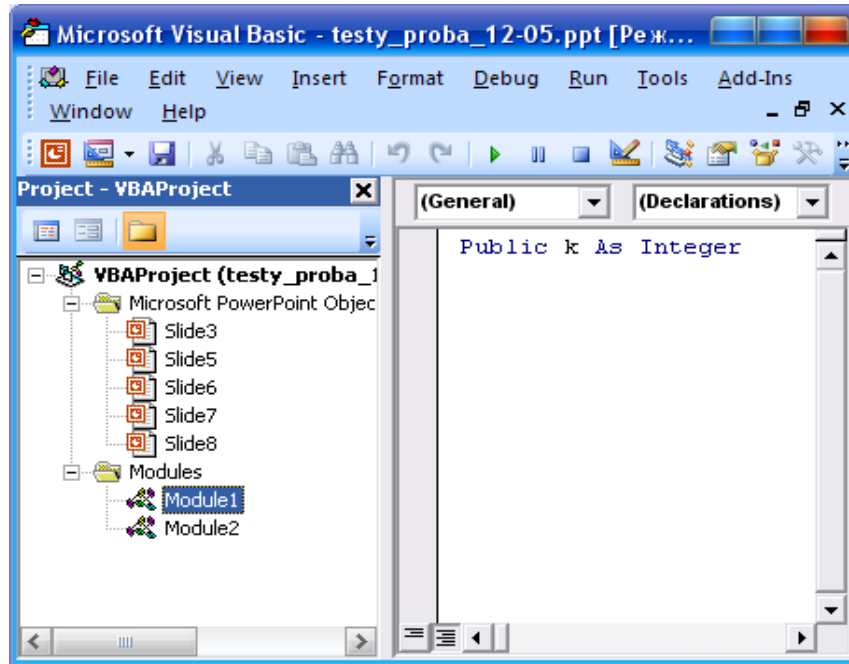 Microsoft Visual Basic - testy_proba_12-05.ppt [Реж...
File Edit View Insert Format Debug Run Tools Add-Ins
Window Help
Project - VBAProject
(General) (Declarations)
Public k As Integer
VBAProject (testy_proba_1
Microsoft PowerPoint Objec
Slide3
Slide5
Slide6
Slide7
Slide8
Modules
Module1
Module2